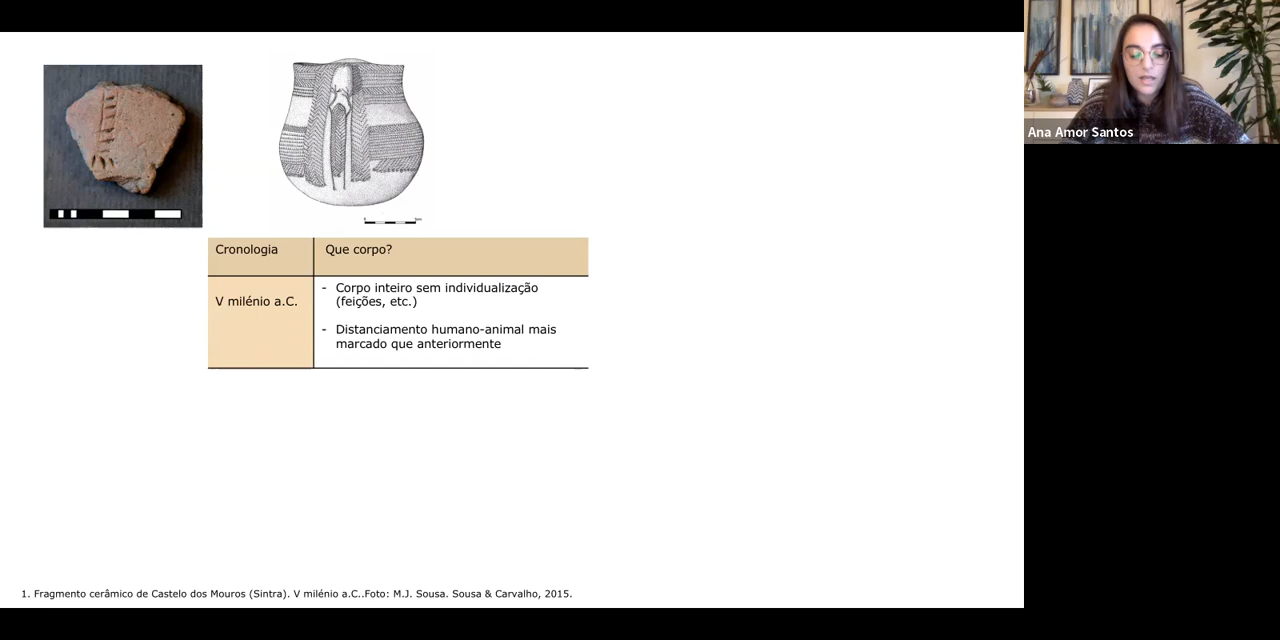 Ana Amor Santos
Cronologia
Que corpo?
V milénio a.C.
- Corpo inteiro sem individualização
(feições, etc.)
- Distanciamento humano-animal mais
marcado que anteriormente
1. Fragmento cerâmico de Castelo dos Mouros (Sintra). V milénio a.C..Foto: M.J. Sousa. Sousa & Carvalho, 2015.